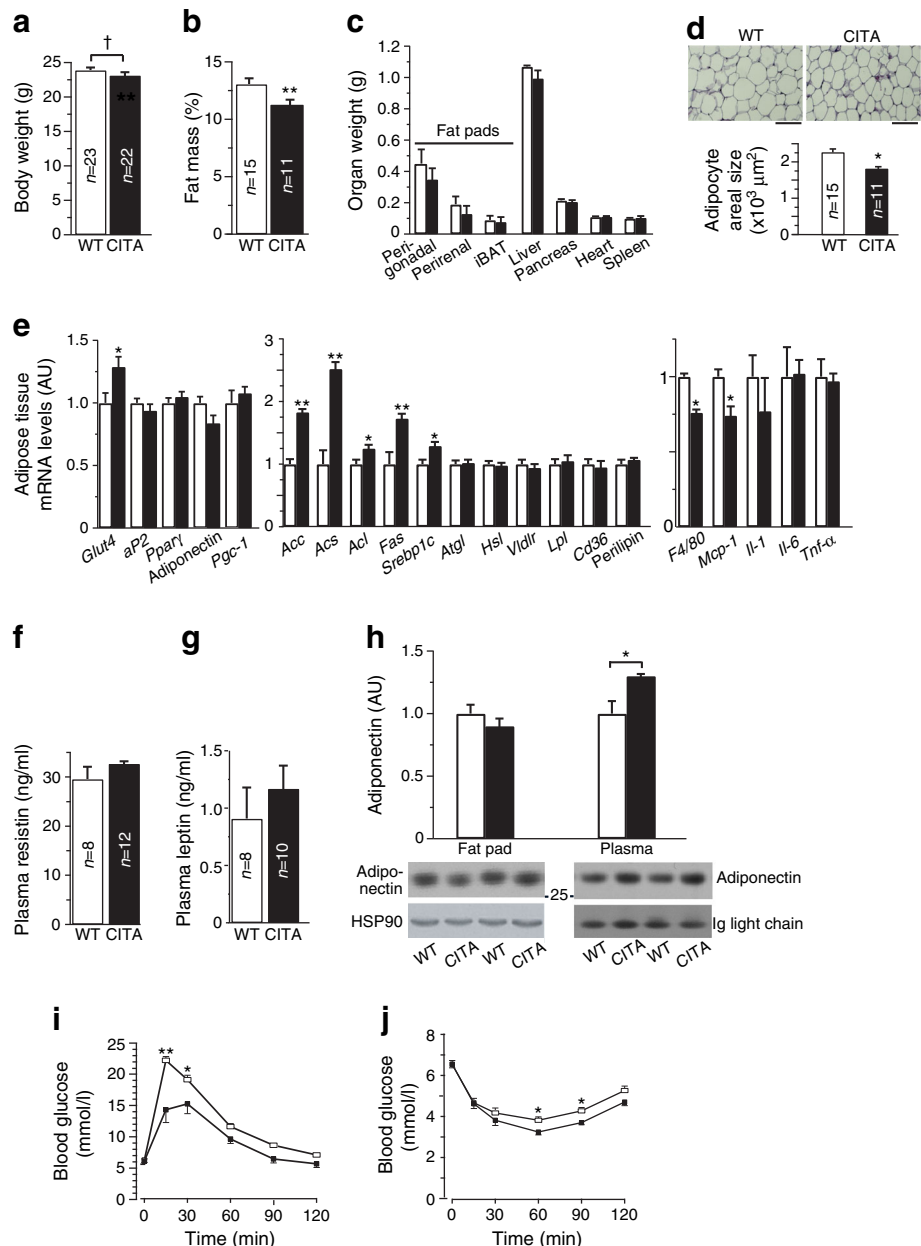 a
†
Body weight (g)
25
20
15
10
5
0
**
n=23
n=22
WT CITA
b
Fat mass (%)
15
10
5
0
**
n=15
n=11
WT CITA
c
Organ weight (g)
1.2
1.0
0.8
0.6
0.4
0.2
0
Fat pads
Peri-
gonadal
Perirenal
iBAT
Liver
Pancreas
Heart
Spleen
d
WT
CITA
Adipocyte
areal size
(x10³ µm²)
2
1
0
*
n=15
n=11
WT CITA
e
Adipose tissue
mRNA levels (AU)
1.5
1.0
0.5
0
*
Glut4
aP2
Pparγ
Adiponectin
Pgc-1
3
2
1
0
**
**
*
**
*
Acc
Acs
Acl
Fas
Srebp1c
Atgl
Hsl
Vldlr
Lpl
Cd36
Perilipin
1
0
*
*
F4/80
Mcp-1
Il-1
Il-6
Tnf-α
f
Plasma resistin (ng/ml)
30
20
10
0
n=8
n=12
WT CITA
g
Plasma leptin (ng/ml)
1.5
1.0
0.5
0
n=8
n=10
WT CITA
h
Adiponectin (AU)
1.5
1.0
0.5
0
*
Fat pad
Plasma
Adipo-
nectin
-25-
Adiponectin
HSP90
Ig light chain
WT
CITA
WT
CITA
WT
CITA
WT
CITA
i
Blood glucose
(mmol/l)
25
20
15
10
5
0
**
*
0 30 60 90 120
Time (min)
j
Blood glucose
(mmol/l)
8
6
4
2
0
*
*
0 30 60 90 120
Time (min)